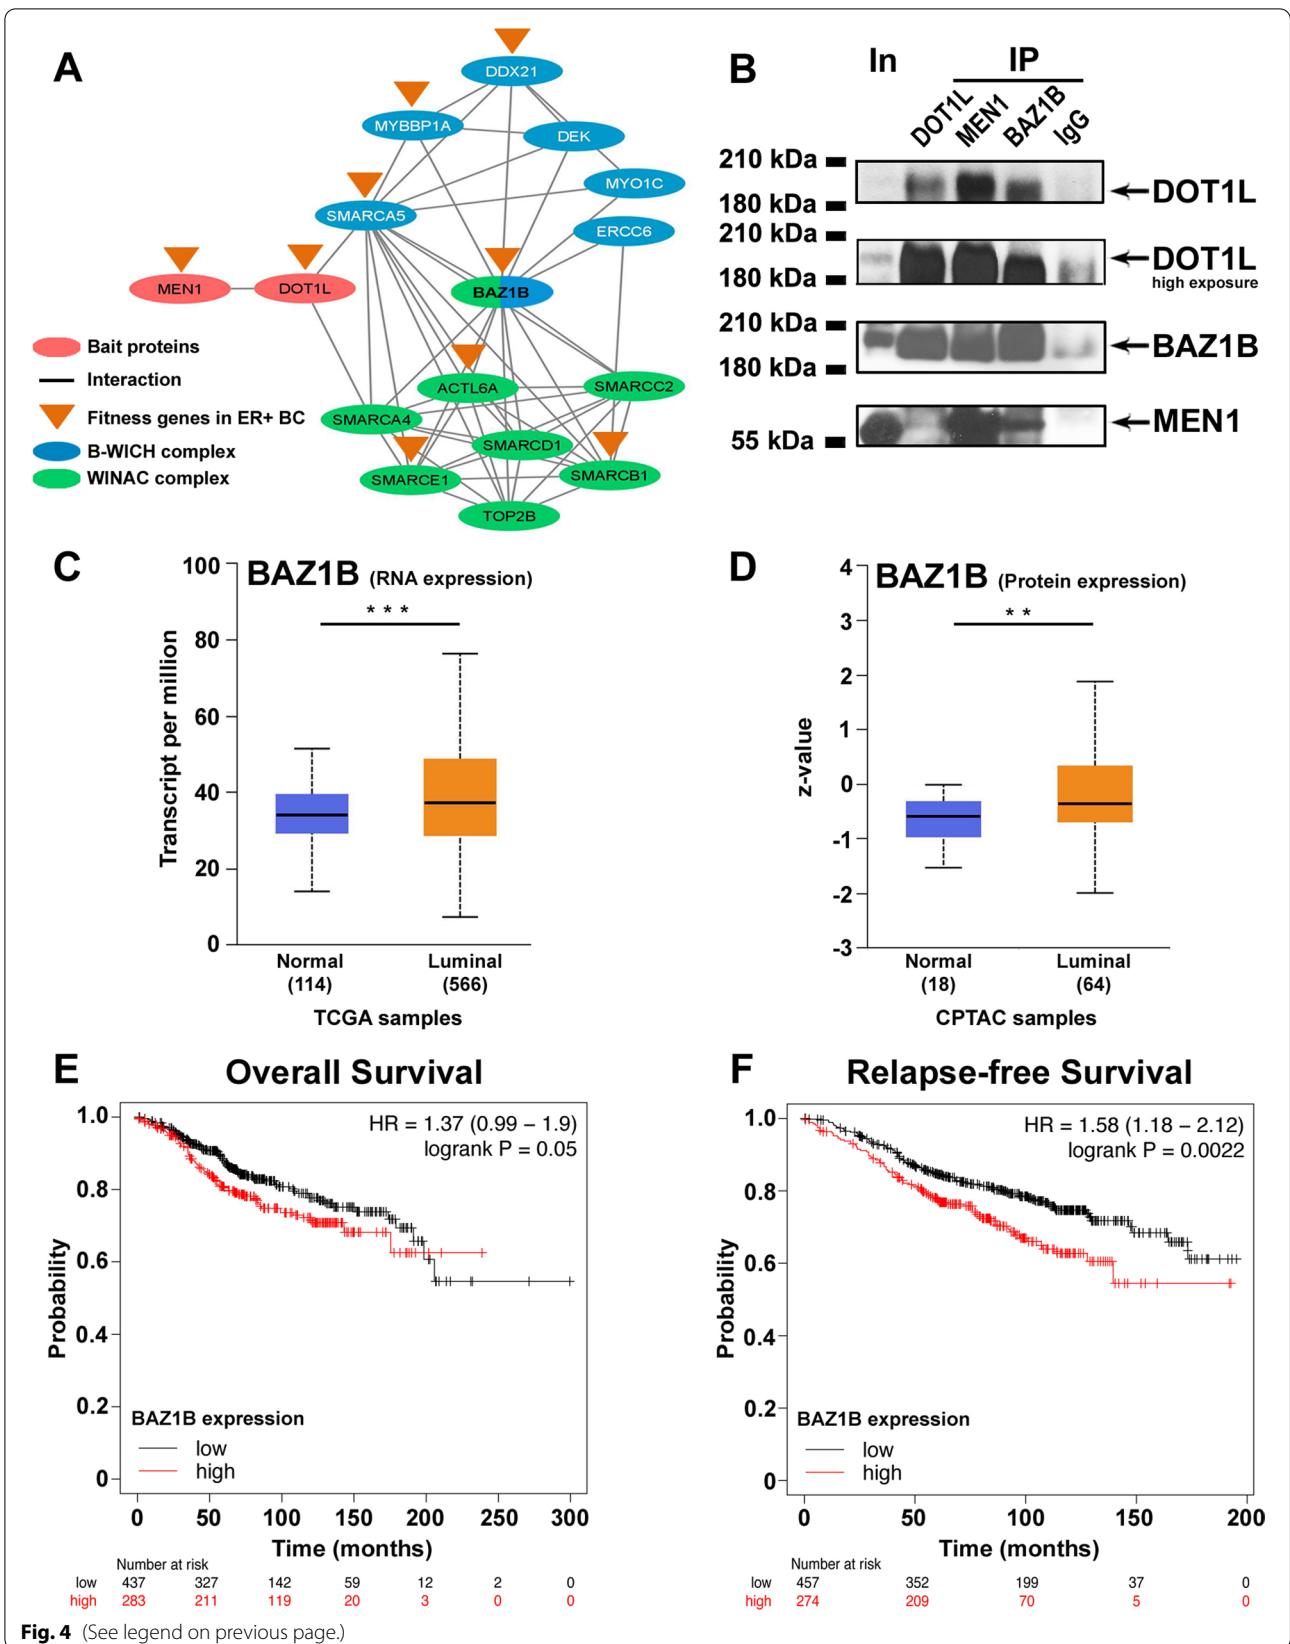 A
DDX21
MYBBP1A
DEK
MYO1C
SMARCA5
ERCC6
MEN1
DOT1L
BAZ1B
ACTL6A
SMARCC2
SMARCA4
SMARCD1
SMARCE1
SMARCB1
TOP2B
Bait proteins
Interaction
Fitness genes in ER+ BC
B-WICH complex
WINAC complex
B
In
IP
DOT1L
MEN1
BAZ1B
IgG
210 kDa
180 kDa
DOT1L
210 kDa
180 kDa
DOT1L
high exposure
210 kDa
180 kDa
BAZ1B
55 kDa
MEN1
C
BAZ1B (RNA expression)
* * *
Transcript per million
100
80
60
40
20
0
Normal
(114)
Luminal
(566)
TCGA samples
D
BAZ1B (Protein expression)
* *
z-value
4
3
2
1
0
-1
-2
-3
Normal
(18)
Luminal
(64)
CPTAC samples
E
Overall Survival
HR = 1.37 (0.99 – 1.9)
logrank P = 0.05
Probability
1.0
0.8
0.6
0.4
0.2
0
BAZ1B expression
low
high
0 50 100 150 200 250 300
Time (months)
Number at risk
low 437 327 142 59 12 2 0
high 283 211 119 20 3 0 0
F
Relapse-free Survival
HR = 1.58 (1.18 – 2.12)
logrank P = 0.0022
Probability
1.0
0.8
0.6
0.4
0.2
0
BAZ1B expression
low
high
0 50 100 150 200
Time (months)
Number at risk
low 457 352 199 37 0
high 274 209 70 5 0
Fig. 4 (See legend on previous page.)